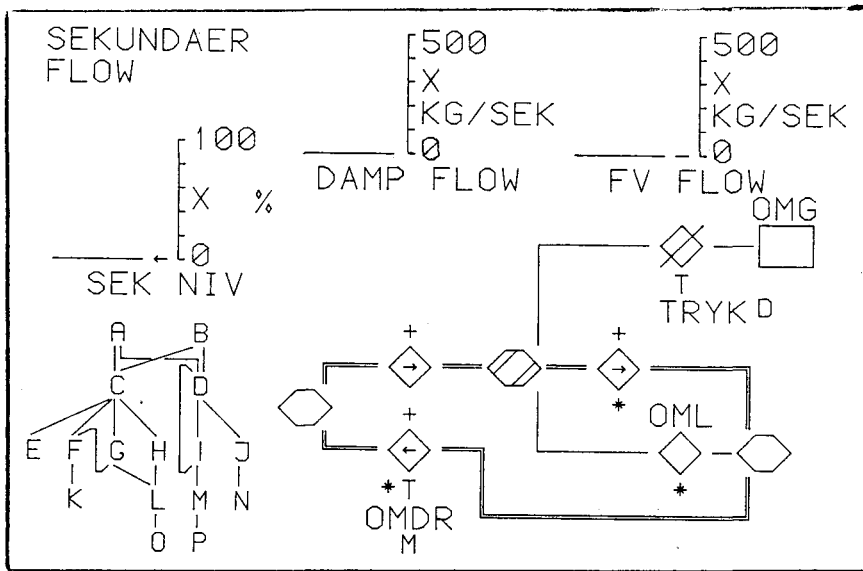 SEKUNDAER
FLOW
500
X
KG/SEK
0
DAMP FLOW
500
X
KG/SEK
0
FV FLOW
100
X %
←0
SEK NIV
OMG
T
TRYK D
A B
C D
E F G H I J
K L M N
O P
+
→
+
→
*
+
←
* T
OMDR
M
OML
*